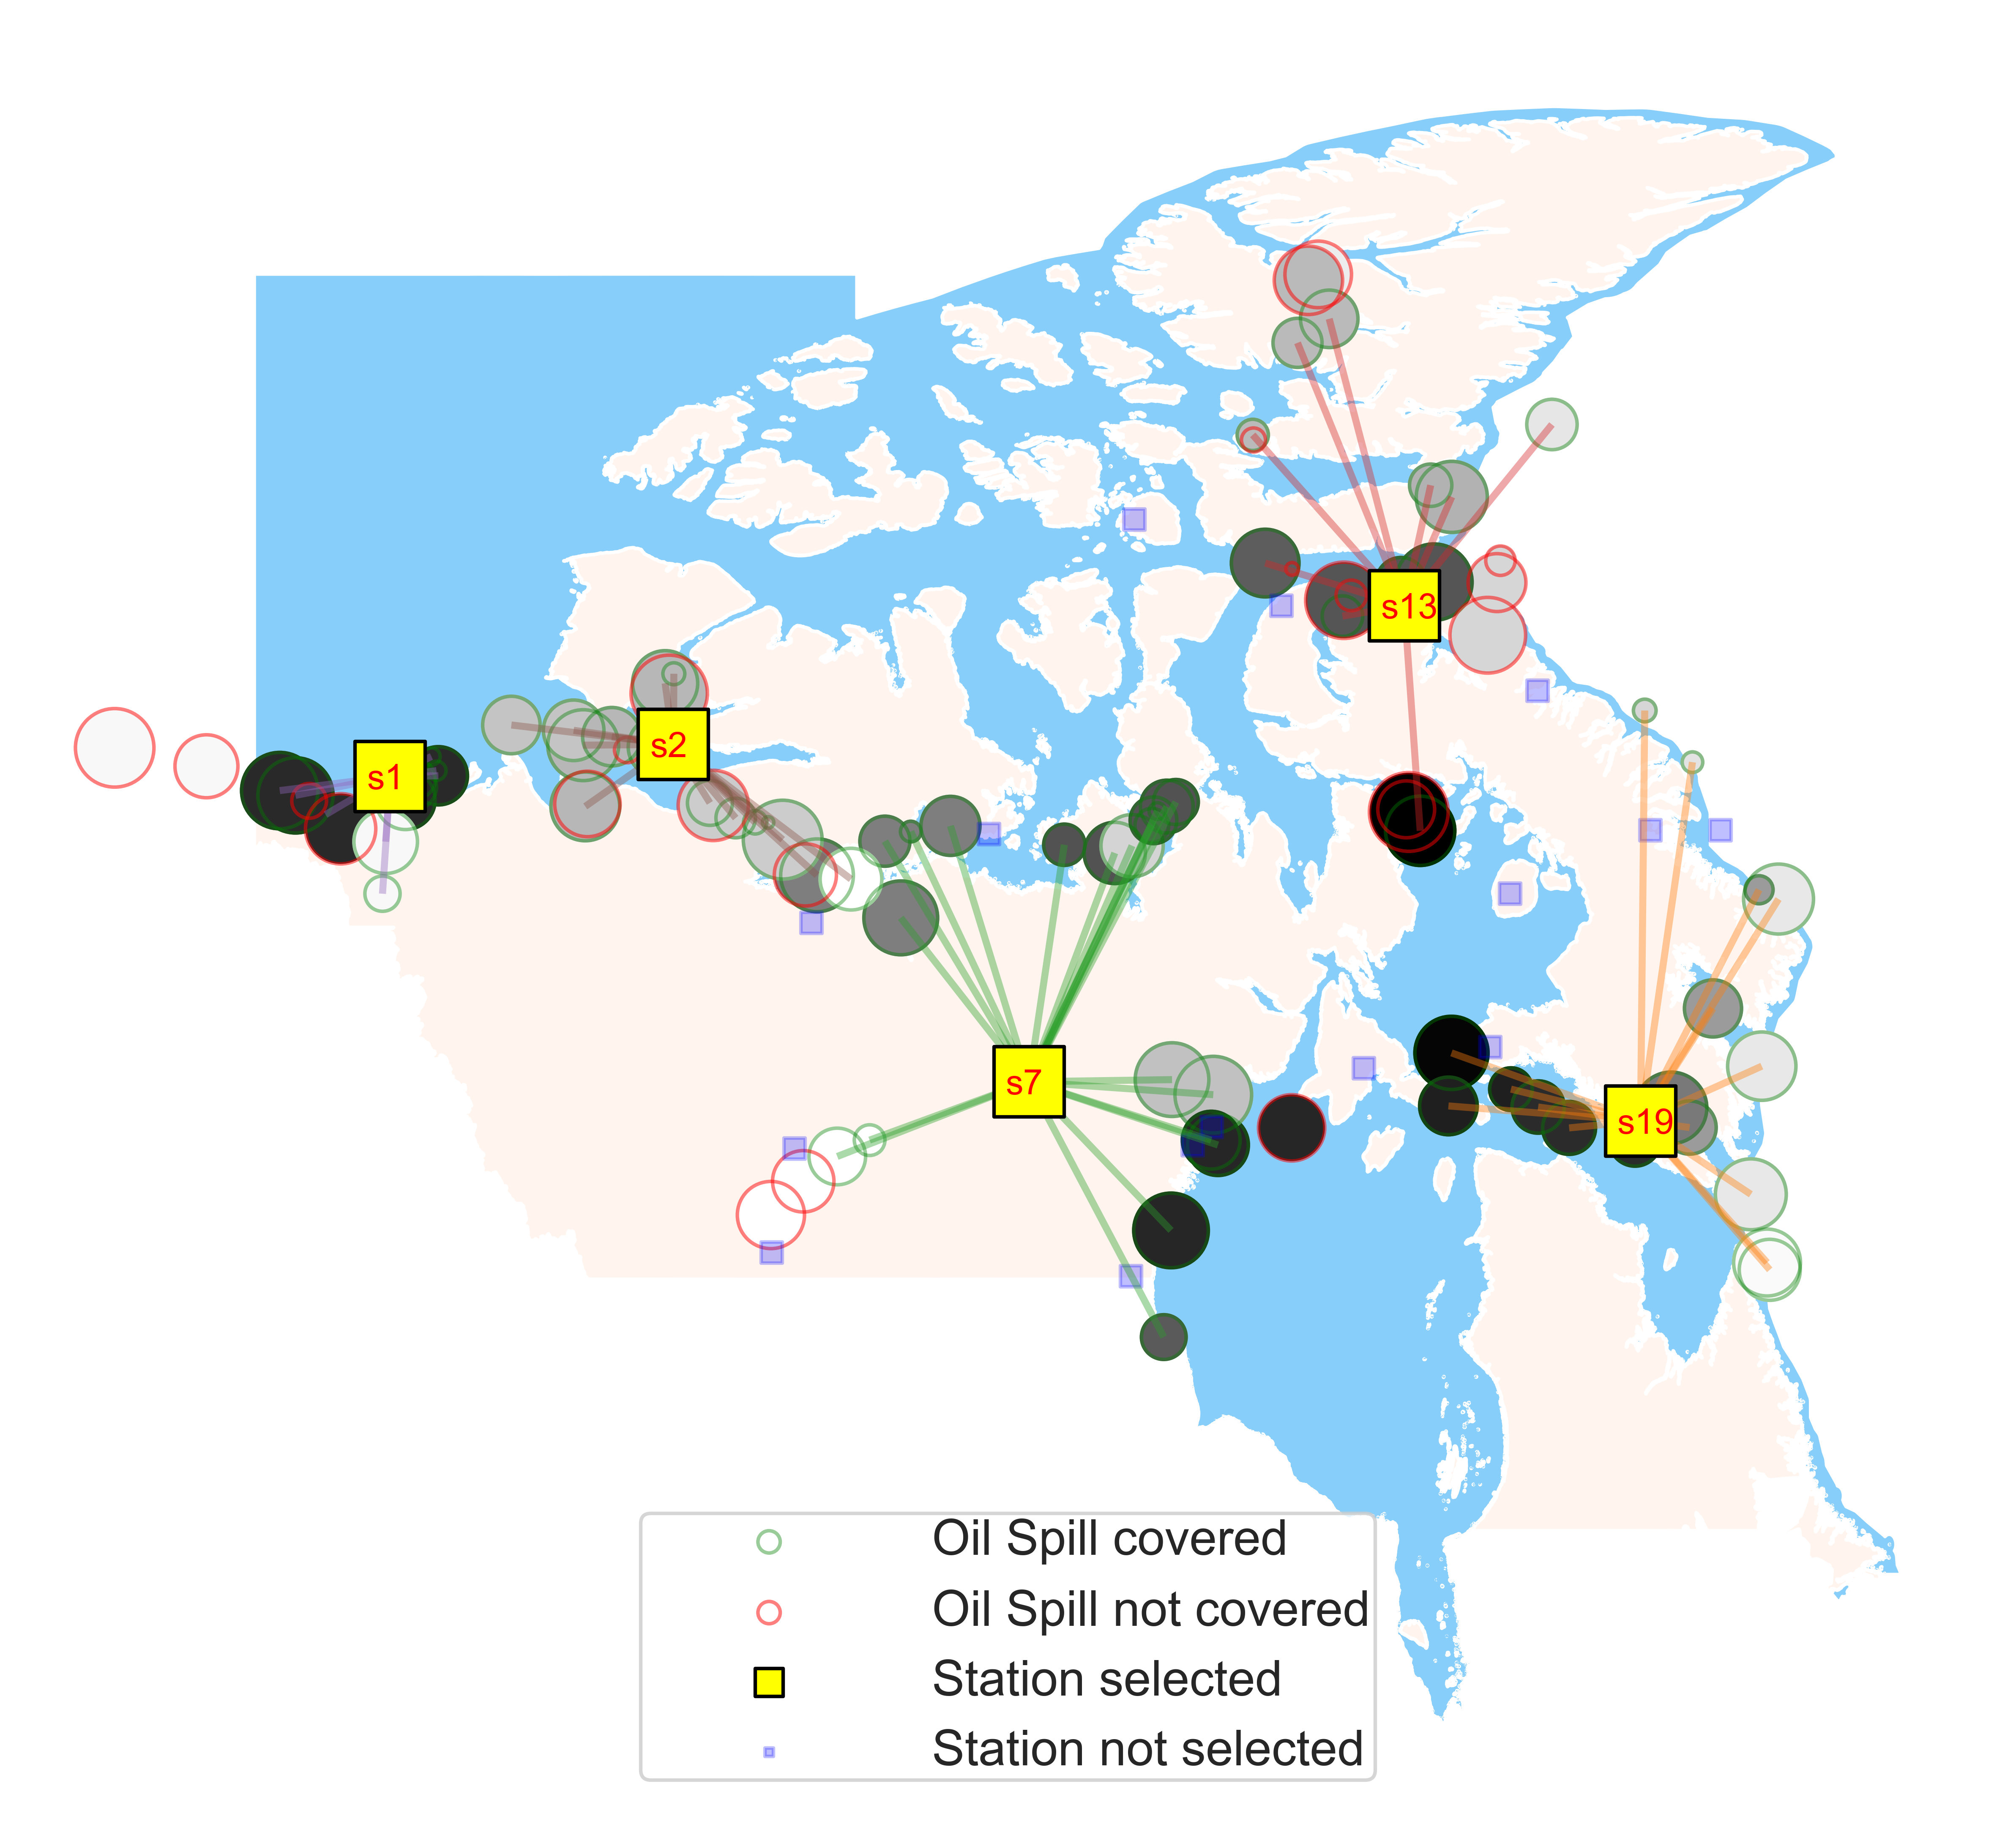 s13
s2
s1
s7
s19
Oil Spill covered
Oil Spill not covered
Station selected
Station not selected